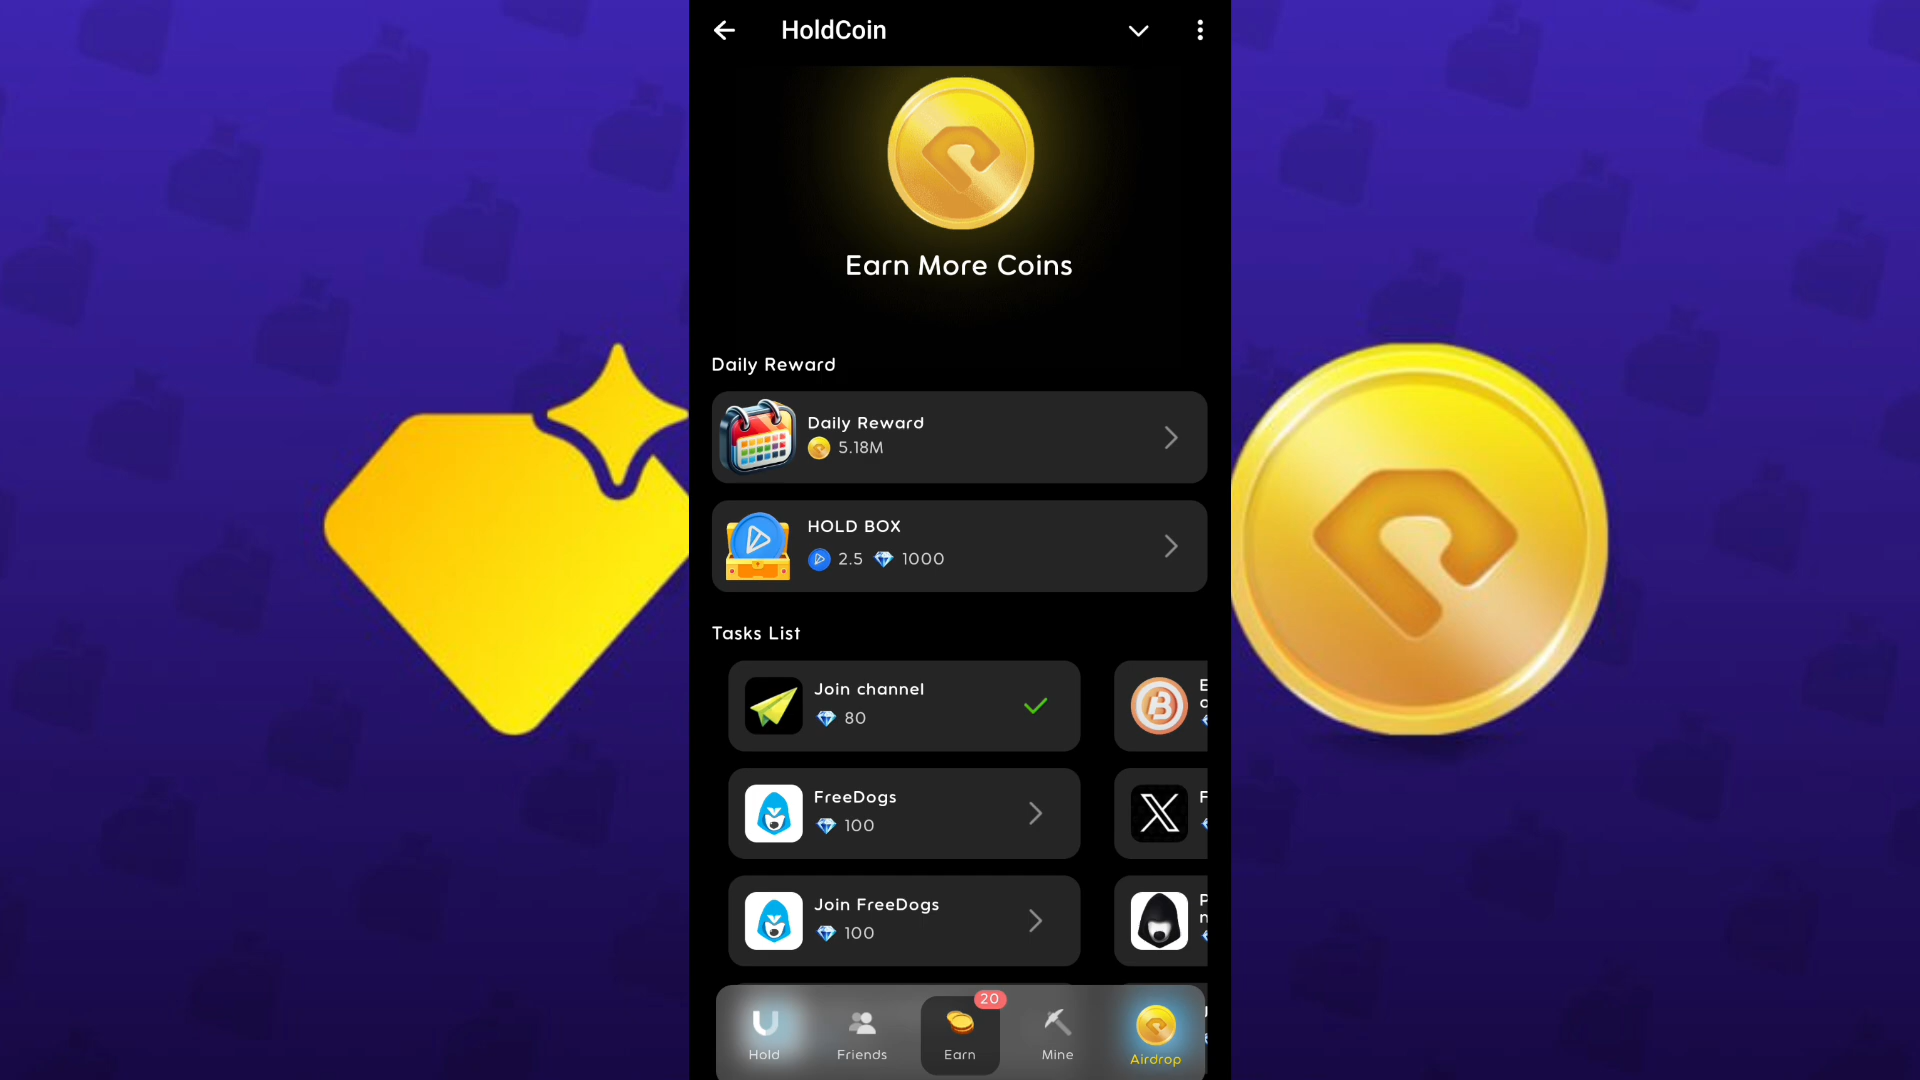 HoldCoin
Earn More Coins
Daily Reward
Daily Reward
5.18M
HOLD BOX
2.5 1000
Tasks List
Join channel
80
FreeDogs
100
Join FreeDogs
100
20
Hold
Friends
Earn
Mine
Airdrop